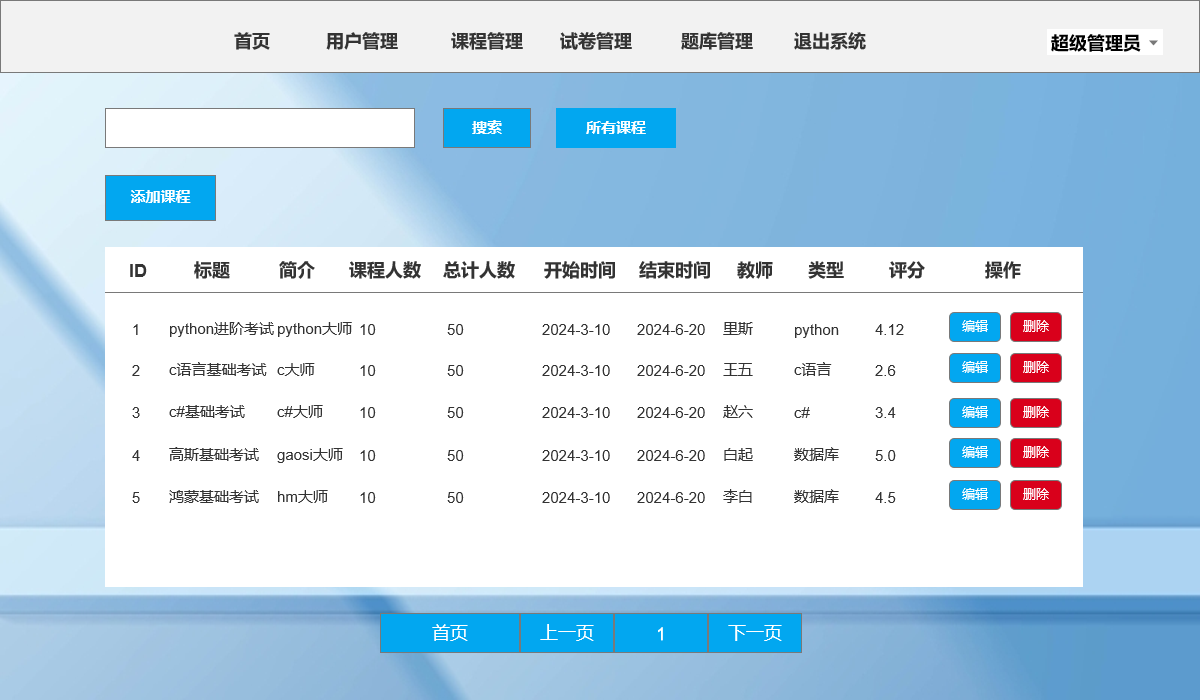 首页 用户管理 课程管理 试卷管理 题库管理 退出系统 超级管理员
搜索 所有课程
添加课程
ID 标题 简介 课程人数 总计人数 开始时间 结束时间 教师 类型 评分 操作
1 python进阶考试 python大师 10 50 2024-3-10 2024-6-20 里斯 python 4.12 编辑 删除
2 c语言基础考试 c大师 10 50 2024-3-10 2024-6-20 王五 c语言 2.6 编辑 删除
3 c#基础考试 c#大师 10 50 2024-3-10 2024-6-20 赵六 c# 3.4 编辑 删除
4 高斯基础考试 gaosi大师 10 50 2024-3-10 2024-6-20 白起 数据库 5.0 编辑 删除
5 鸿蒙基础考试 hm大师 10 50 2024-3-10 2024-6-20 李白 数据库 4.5 编辑 删除
首页 上一页 1 下一页